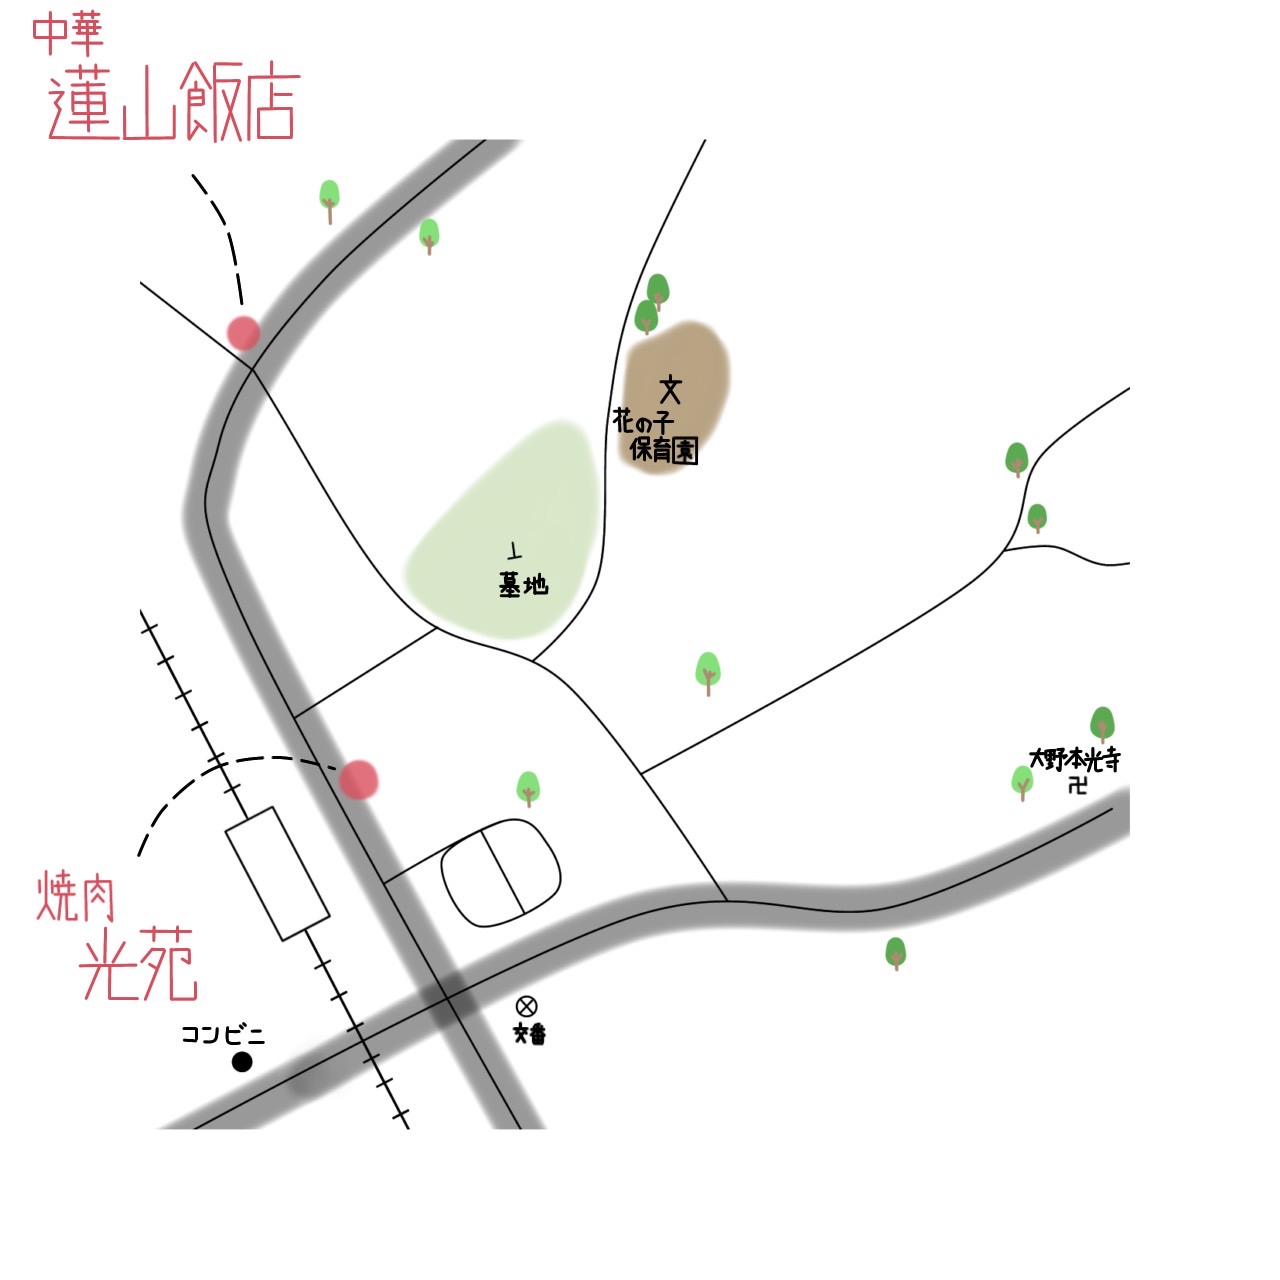 中華
蓮山飯店
文
花の子
保育園
墓地
大野本光寺
卍
焼肉
光苑
コンビニ
交番